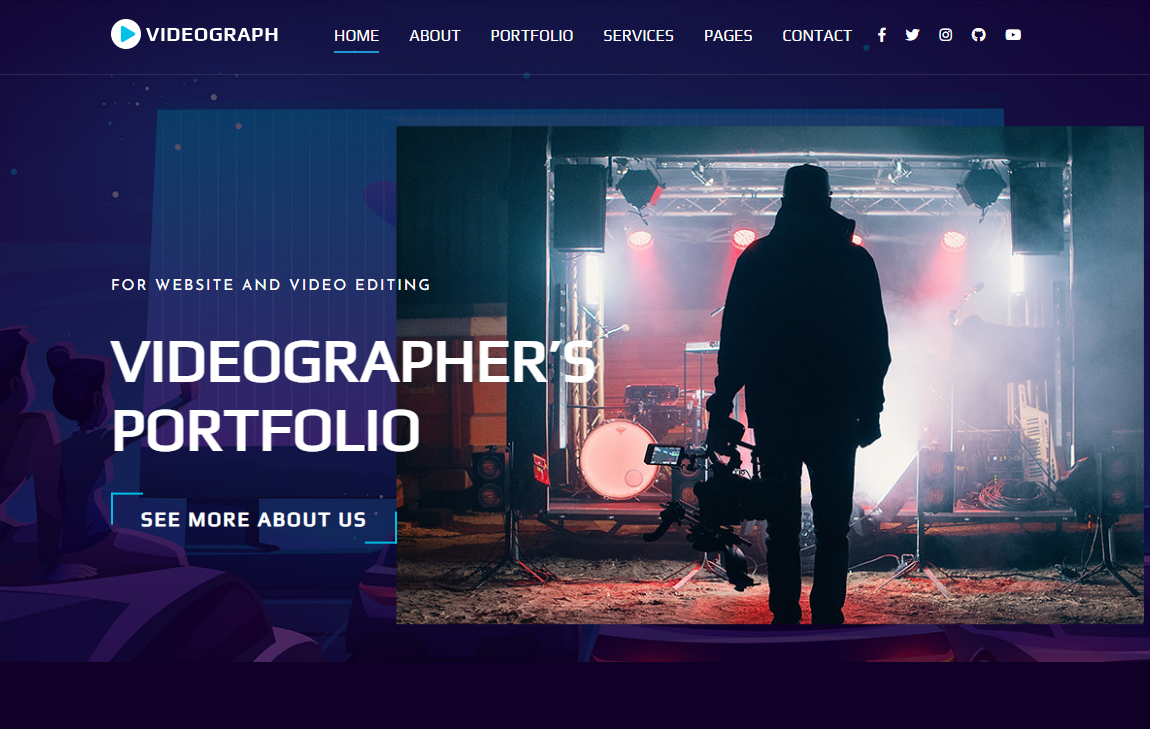 VIDEOGRAPH
HOME ABOUT PORTFOLIO SERVICES PAGES CONTACT
FOR WEBSITE AND VIDEO EDITING
VIDEOGRAPHER’S
PORTFOLIO
SEE MORE ABOUT US